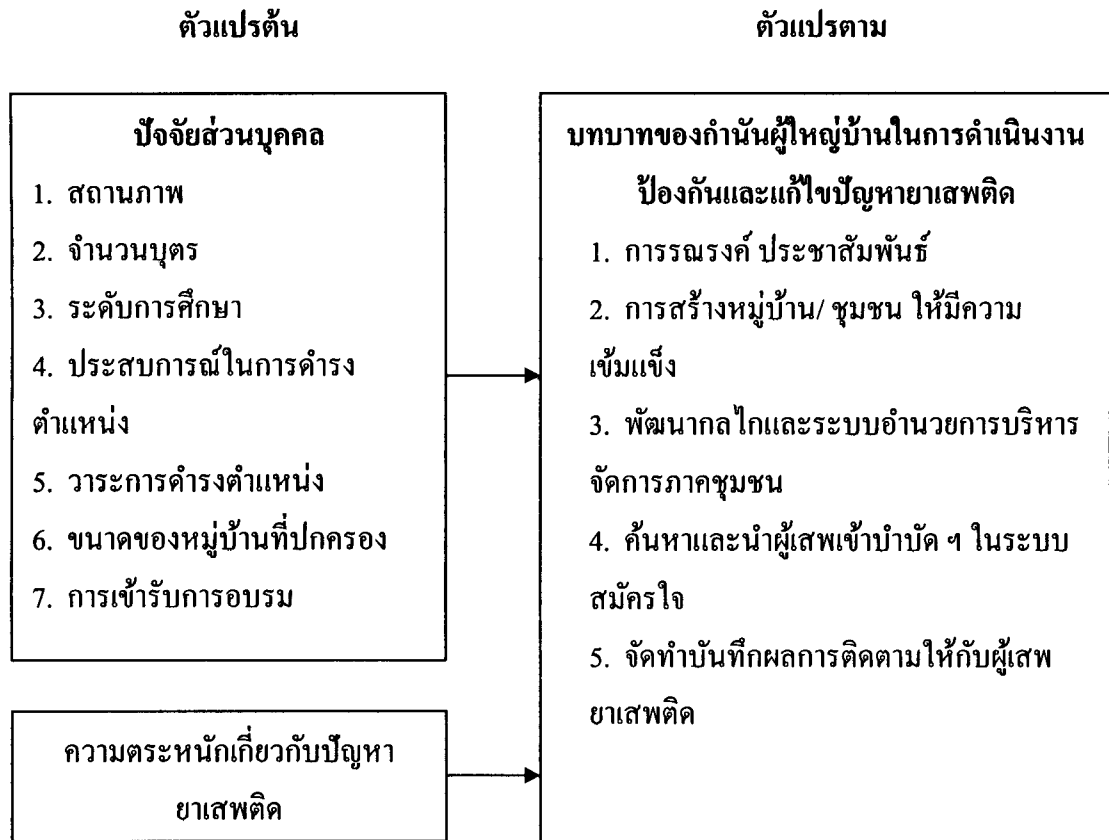 ตัวแปรต้น
ตัวแปรตาม
ปัจจัยส่วนบุคคล
1. สถานภาพ
2. จำนวนบุตร
3. ระดับการศึกษา
4. ประสบการณ์ในการดำรง
ตำแหน่ง
5. วาระการดำรงตำแหน่ง
6. ขนาดของหมู่บ้านที่ปกครอง
7. การเข้ารับการอบรม
ความตระหนักเกี่ยวกับปัญหา
ยาเสพติด
บทบาทของกำนันผู้ใหญ่บ้านในการดำเนินงาน
ป้องกันและแก้ไขปัญหายาเสพติด
1. การรณรงค์ ประชาสัมพันธ์
2. การสร้างหมู่บ้าน/ ชุมชน ให้มีความ
เข้มแข็ง
3. พัฒนากลไกและระบบอำนวยการบริหาร
จัดการภาคชุมชน
4. ค้นหาและนำผู้เสพเข้าบำบัด ฯ ในระบบ
สมัครใจ
5. จัดทำบันทึกผลการติดตามให้กับผู้เสพ
ยาเสพติด